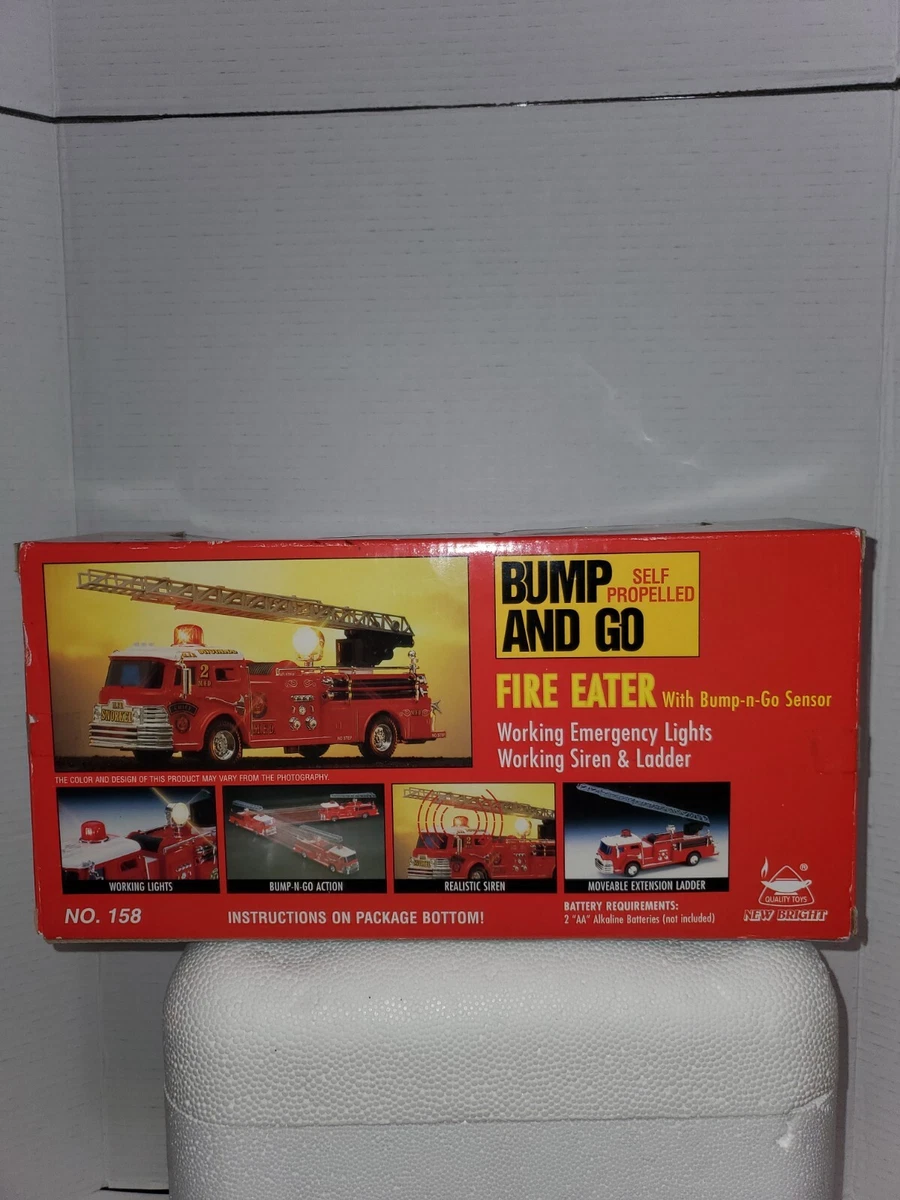 BUMP
AND GO
SELF
PROPELLED
FIRE EATER With Bump-n-Go Sensor
Working Emergency Lights
Working Siren & Ladder
2
SNORKEL
THE COLOR AND DESIGN OF THIS PRODUCT MAY VARY FROM THE PHOTOGRAPHY.
WORKING LIGHTS
BUMP-N-GO ACTION
REALISTIC SIREN
MOVEABLE EXTENSION LADDER
NO. 158
INSTRUCTIONS ON PACKAGE BOTTOM!
BATTERY REQUIREMENTS:
2 "AA" Alkaline Batteries (not included)
®
QUALITY TOYS
NEW BRIGHT